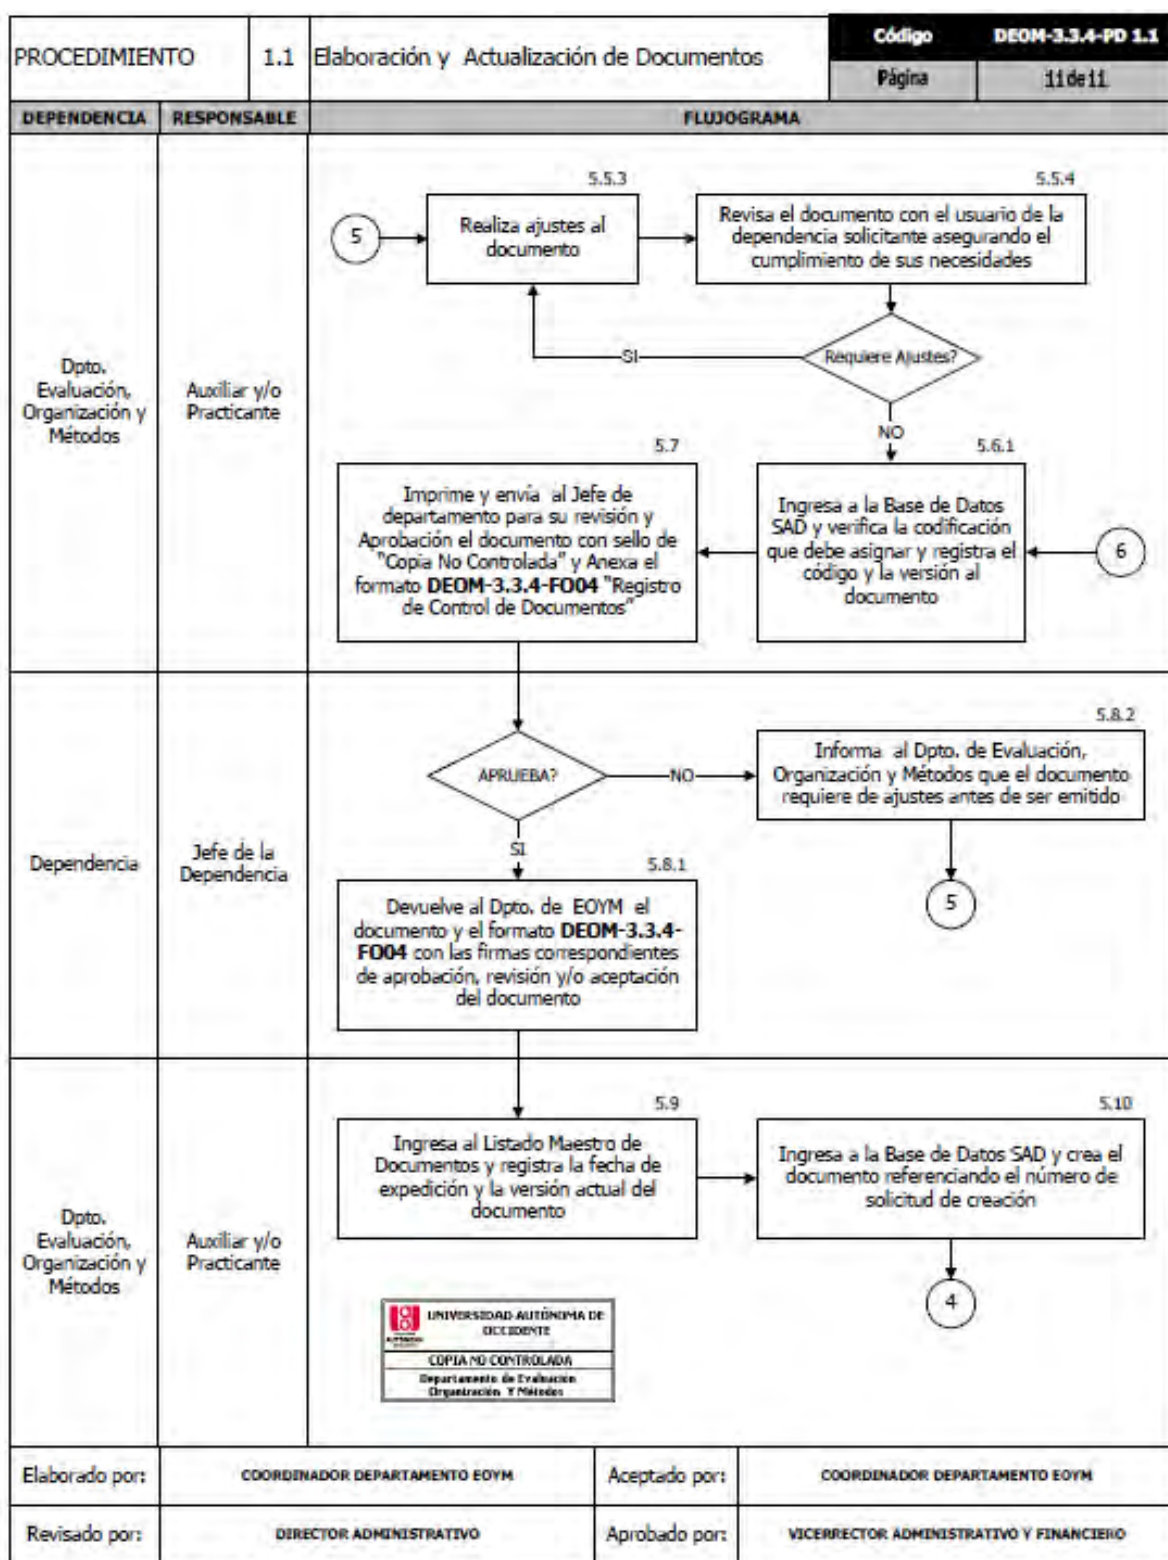 PROCEDIMIENTO
1.1
Elaboración y Actualización de Documentos
Código
DEOM-3.3.4-PD 1.1
Página
11 de 11
DEPENDENCIA
RESPONSABLE
FLUJOGRAMA
Dpto.
Evaluación,
Organización y
Métodos
Auxiliar y/o
Practicante
5
5.5.3
Realiza ajustes al
documento
5.5.4
Revisa el documento con el usuario de la
dependencia solicitante asegurando el
cumplimiento de sus necesidades
Requiere Ajustes?
SI
NO
5.7
Imprime y envía al Jefe de
departamento para su revisión y
Aprobación el documento con sello de
"Copia No Controlada" y Anexa el
formato DEOM-3.3.4-FO04 "Registro
de Control de Documentos"
5.6.1
Ingresa a la Base de Datos
SAD y verifica la codificación
que debe asignar y registra el
código y la versión al
documento
6
Dependencia
Jefe de la
Dependencia
APRUEBA?
NO
5.8.2
Informa al Dpto. de Evaluación,
Organización y Métodos que el documento
requiere de ajustes antes de ser emitido
5
SI
5.8.1
Devuelve al Dpto. de EOYM el
documento y el formato DEOM-3.3.4-
FO04 con las firmas correspondientes
de aprobación, revisión y/o aceptación
del documento
Dpto.
Evaluación,
Organización y
Métodos
Auxiliar y/o
Practicante
5.9
Ingresa al Listado Maestro de
Documentos y registra la fecha de
expedición y la versión actual del
documento
5.10
Ingresa a la Base de Datos SAD y crea el
documento referenciando el número de
solicitud de creación
4
UNIVERSIDAD AUTÓNOMA DE
OCCIDENTE
COPIA NO CONTROLADA
Departamento de Evaluación
Organización Y Métodos
Elaborado por:
COORDINADOR DEPARTAMENTO EOYM
Aceptado por:
COORDINADOR DEPARTAMENTO EOYM
Revisado por:
DIRECTOR ADMINISTRATIVO
Aprobado por:
VICERRECTOR ADMINISTRATIVO Y FINANCIERO